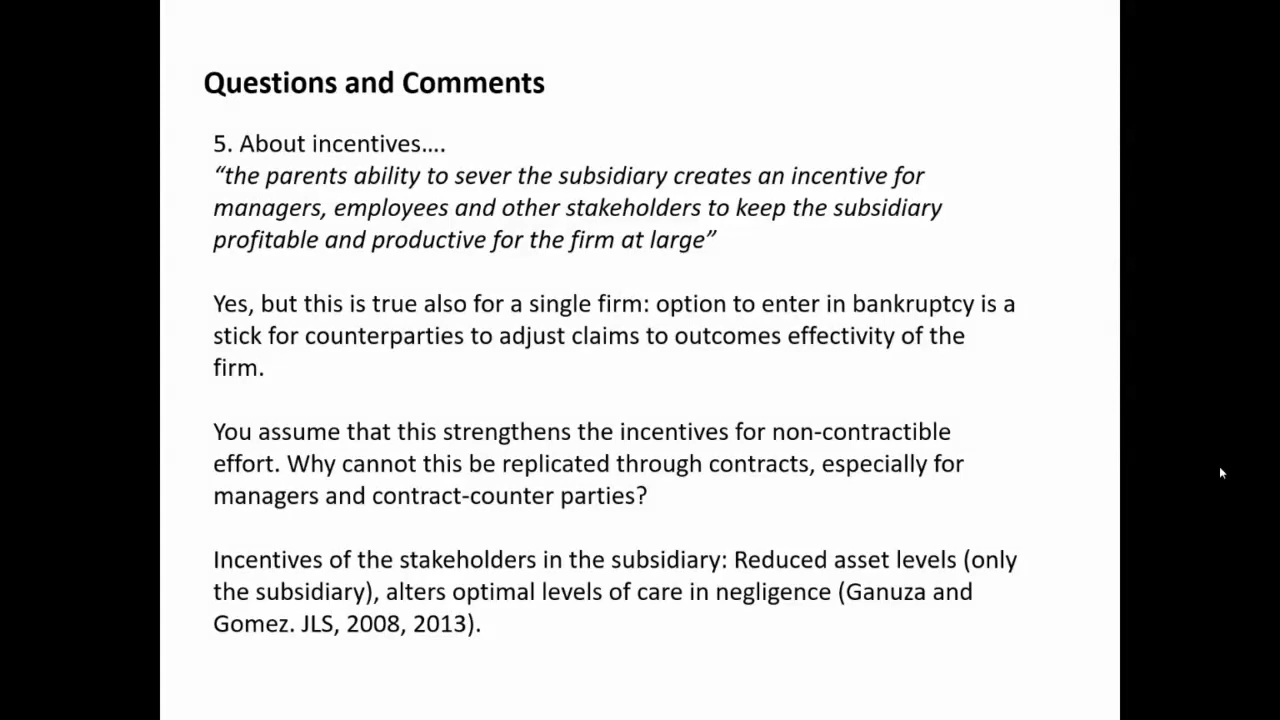 Questions and Comments
5. About incentives….
“the parents ability to sever the subsidiary creates an incentive for
managers, employees and other stakeholders to keep the subsidiary
profitable and productive for the firm at large”
Yes, but this is true also for a single firm: option to enter in bankruptcy is a
stick for counterparties to adjust claims to outcomes effectivity of the
firm.
You assume that this strengthens the incentives for non-contractible
effort. Why cannot this be replicated through contracts, especially for
managers and contract-counter parties?
Incentives of the stakeholders in the subsidiary: Reduced asset levels (only
the subsidiary), alters optimal levels of care in negligence (Ganuza and
Gomez. JLS, 2008, 2013).